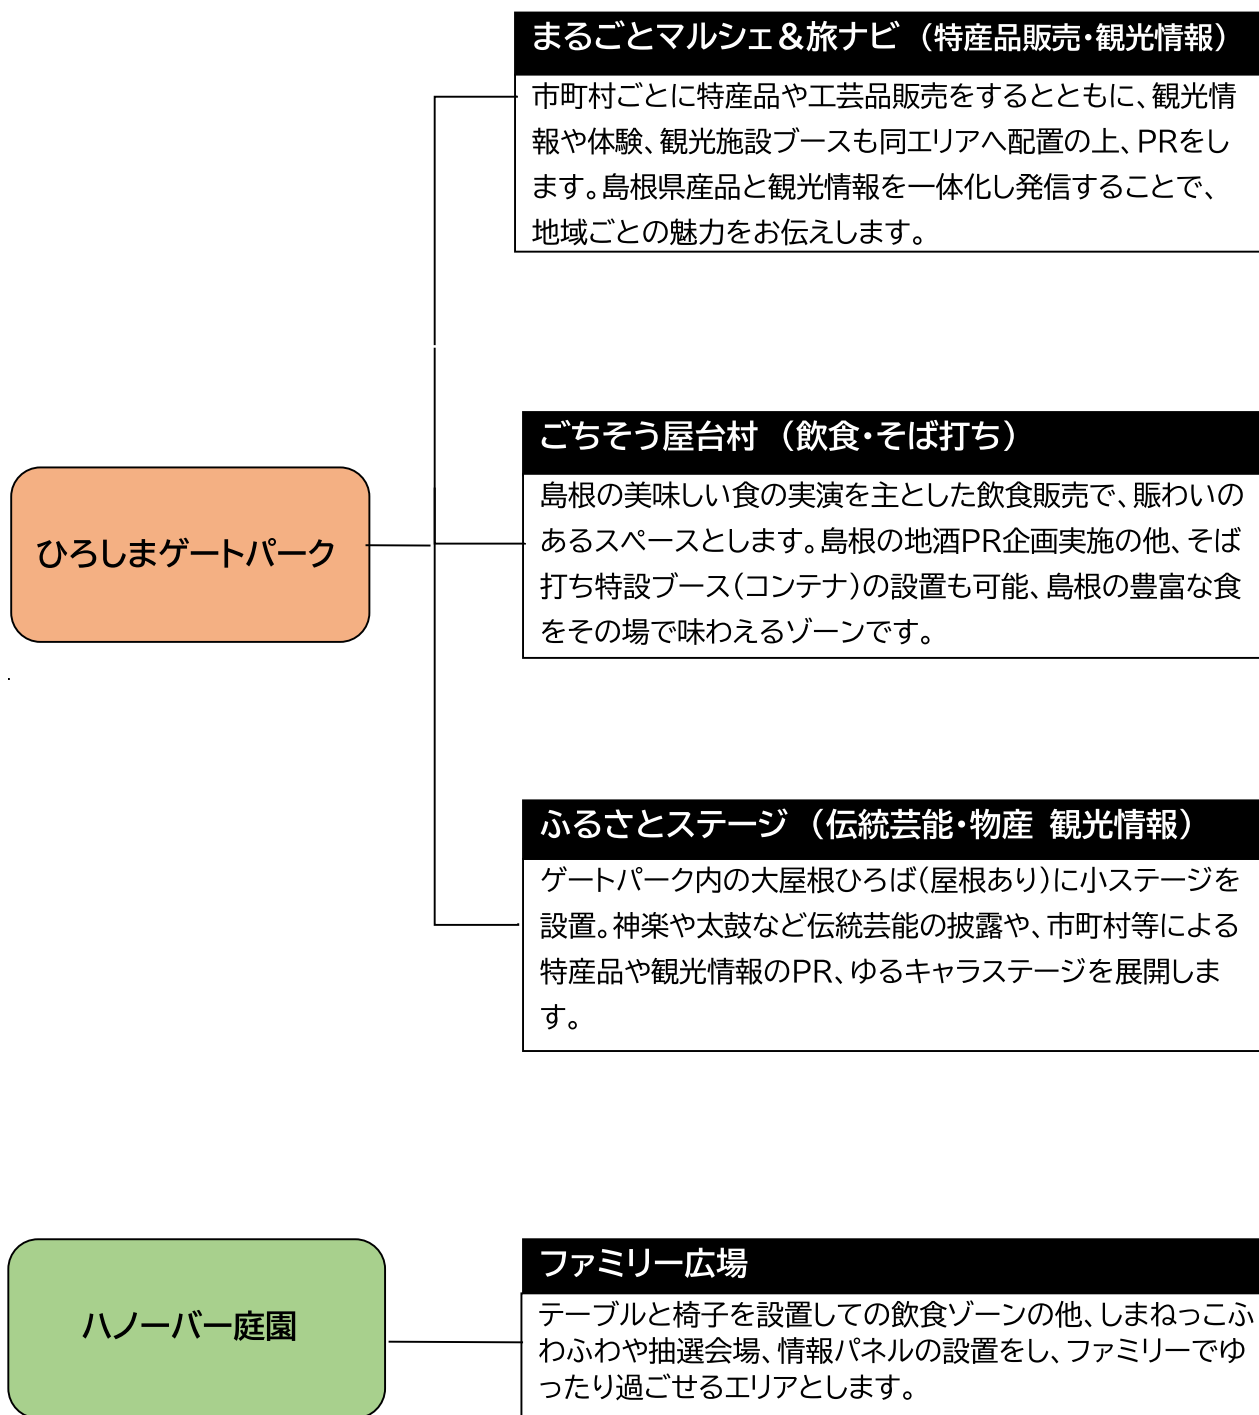 まるごとマルシェ＆旅ナビ（特産品販売・観光情報）
市町村ごとに特産品や工芸品販売をするとともに、観光情
報や体験、観光施設ブースも同エリアへ配置の上、PRをし
ます。島根県産品と観光情報を一体化し発信することで、
地域ごとの魅力をお伝えします。
ひろしまゲートパーク
ごちそう屋台村（飲食・そば打ち）
島根の美味しい食の実演を主とした飲食販売で、賑わいの
あるスペースとします。島根の地酒PR企画実施の他、そば
打ち特設ブース（コンテナ）の設置も可能、島根の豊富な食
をその場で味わえるゾーンです。
ふるさとステージ（伝統芸能・物産 観光情報）
ゲートパーク内の大屋根ひろば（屋根あり）に小ステージを
設置。神楽や太鼓など伝統芸能の披露や、市町村等による
特産品や観光情報のPR、ゆるキャラステージを展開しま
す。
ハノーバー庭園
ファミリー広場
テーブルと椅子を設置しての飲食ゾーンの他、しまねっこふ
わふわや抽選会場、情報パネルの設置をし、ファミリーでゆ
ったり過ごせるエリアとします。